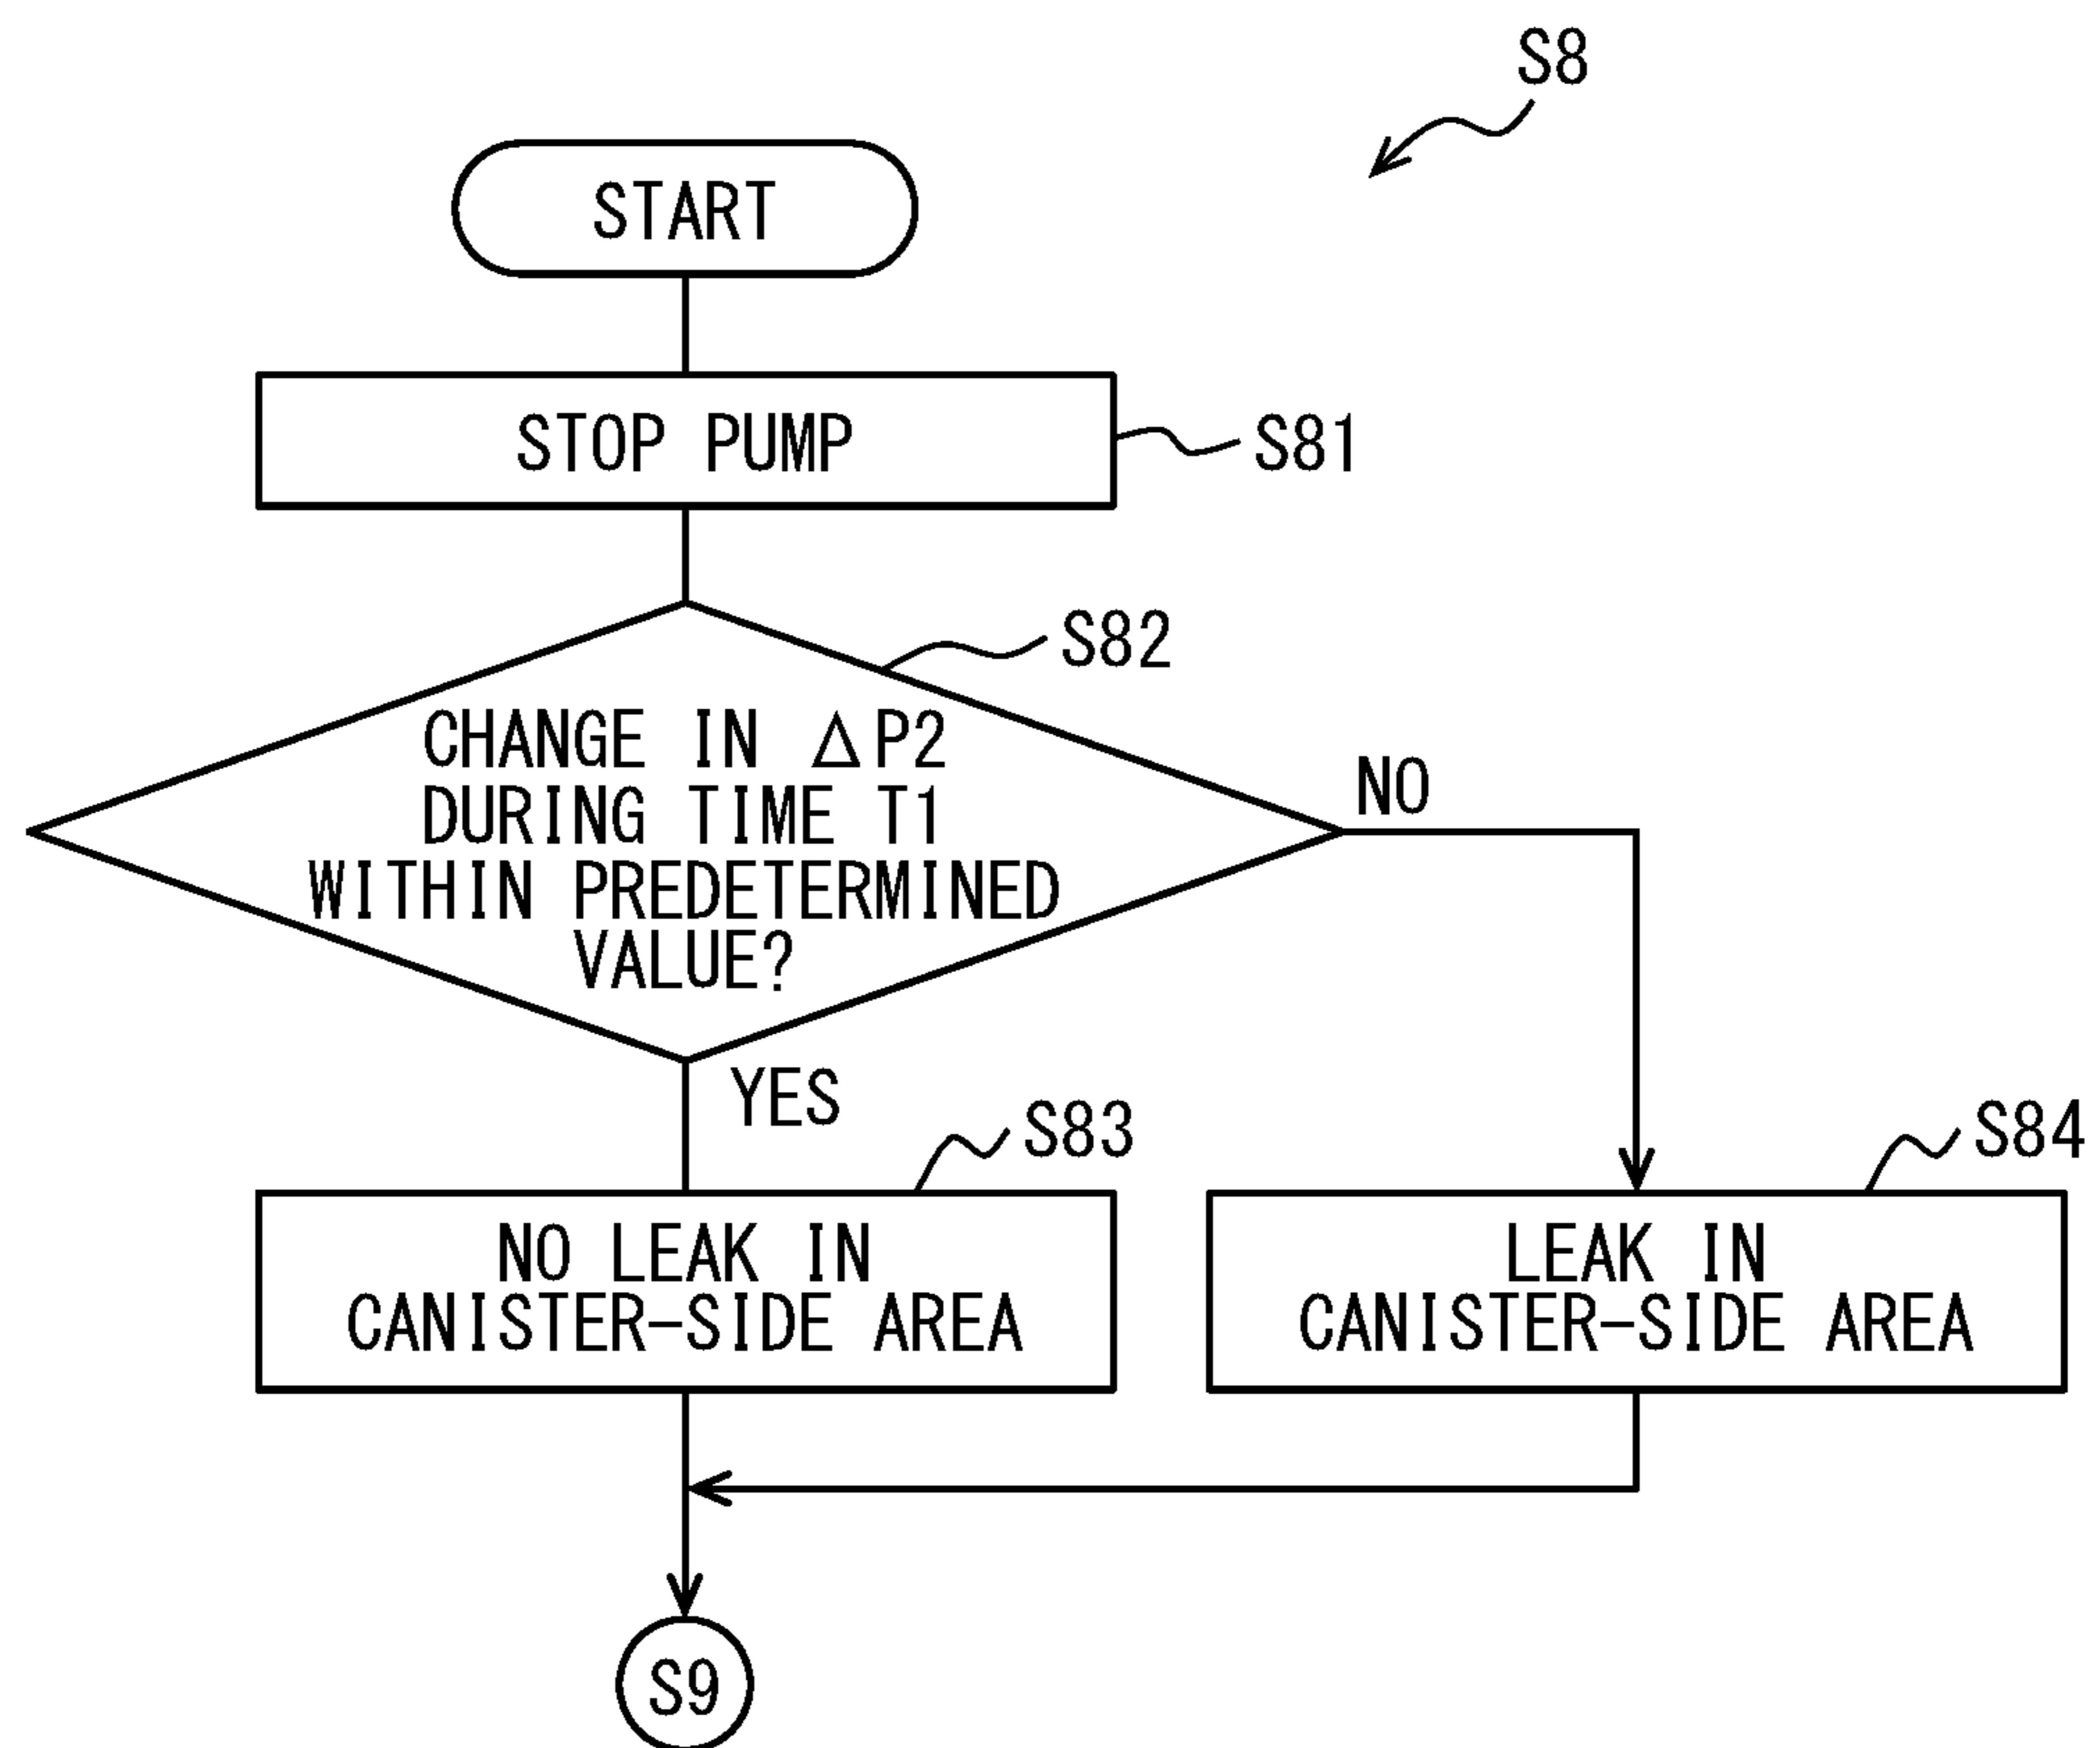 S8
START
STOP PUMP
S81
S82
CHANGE IN ΔP2
DURING TIME T1
WITHIN PREDETERMINED
VALUE?
NO
YES
S83
S84
NO LEAK IN
CANISTER-SIDE AREA
LEAK IN
CANISTER-SIDE AREA
S9